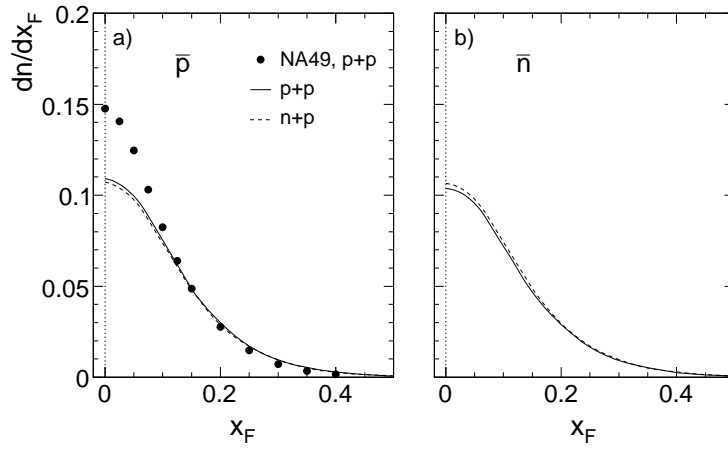 a)
p̅
NA49, p+p
p+p
n+p
dn/dx_F
0.2
0.15
0.1
0.05
0
0 0.2 0.4
x_F
b)
n̅
0 0.2 0.4
x_F